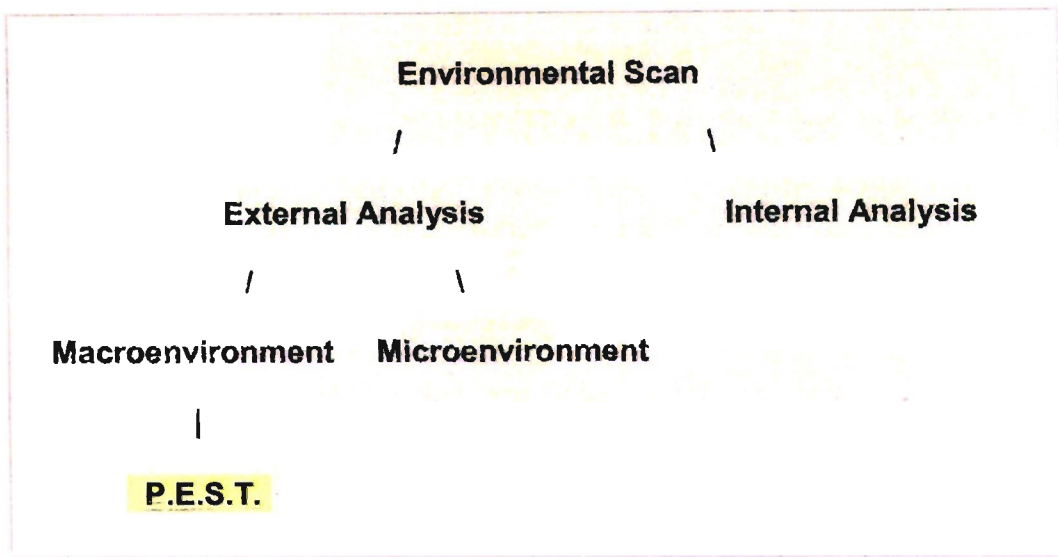 Environmental Scan
/ \
External Analysis Internal Analysis
/ \
Macroenvironment Microenvironment
|
P.E.S.T.